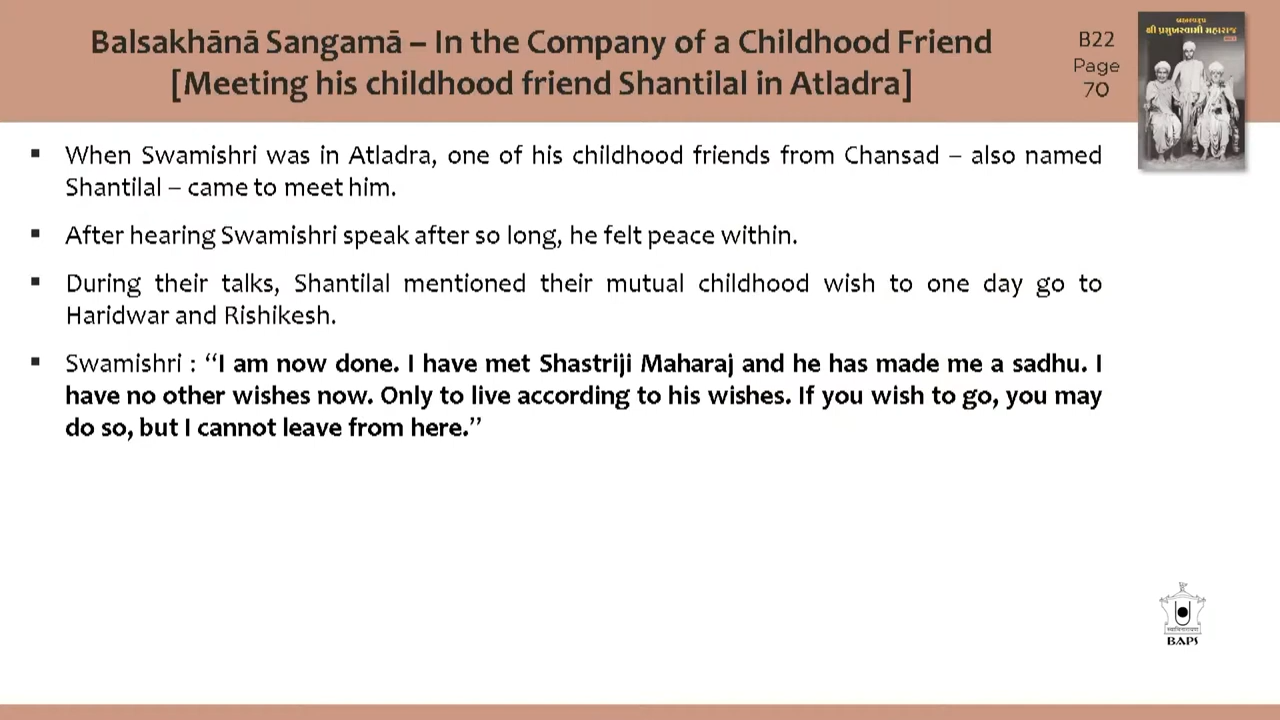 Balsakhānā Sangamā – In the Company of a Childhood Friend
[Meeting his childhood friend Shantilal in Atladra]
B22
Page
70
શ્રી પ્રમુખસ્વામી મહારાજ
▪ When Swamishri was in Atladra, one of his childhood friends from Chansad – also named
Shantilal – came to meet him.
▪ After hearing Swamishri speak after so long, he felt peace within.
▪ During their talks, Shantilal mentioned their mutual childhood wish to one day go to
Haridwar and Rishikesh.
▪ Swamishri : “I am now done. I have met Shastriji Maharaj and he has made me a sadhu. I
have no other wishes now. Only to live according to his wishes. If you wish to go, you may
do so, but I cannot leave from here.”
BAPS